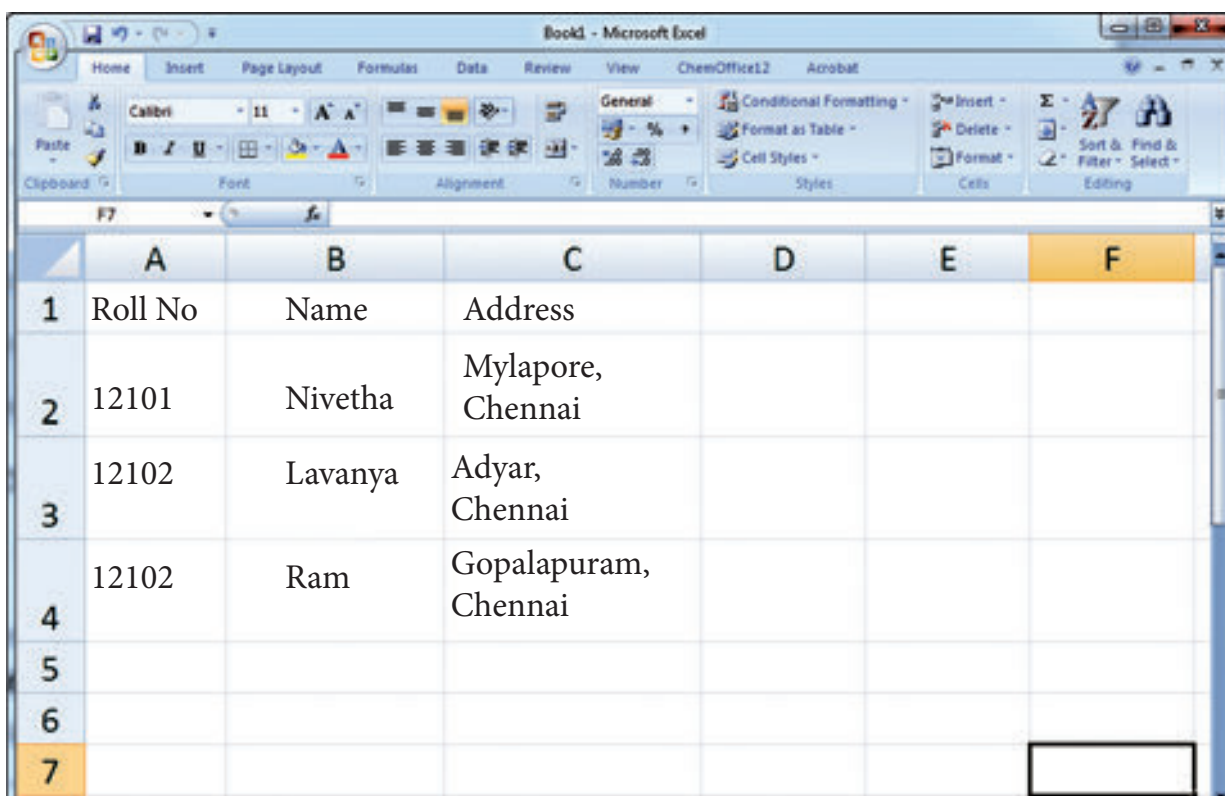 Book1 - Microsoft Excel
Home Insert Page Layout Formulas Data Review View ChemOffice12 Acrobat
Calibri 11 General Conditional Formatting Insert
Paste B I U % Format as Table Delete Sort & Find &
Cell Styles Format Filter Select
Clipboard Font Alignment Number Styles Cells Editing
F7 fx
A B C D E F
1 Roll No Name Address
2 12101 Nivetha Mylapore,
Chennai
3 12102 Lavanya Adyar,
Chennai
4 12102 Ram Gopalapuram,
Chennai
5
6
7